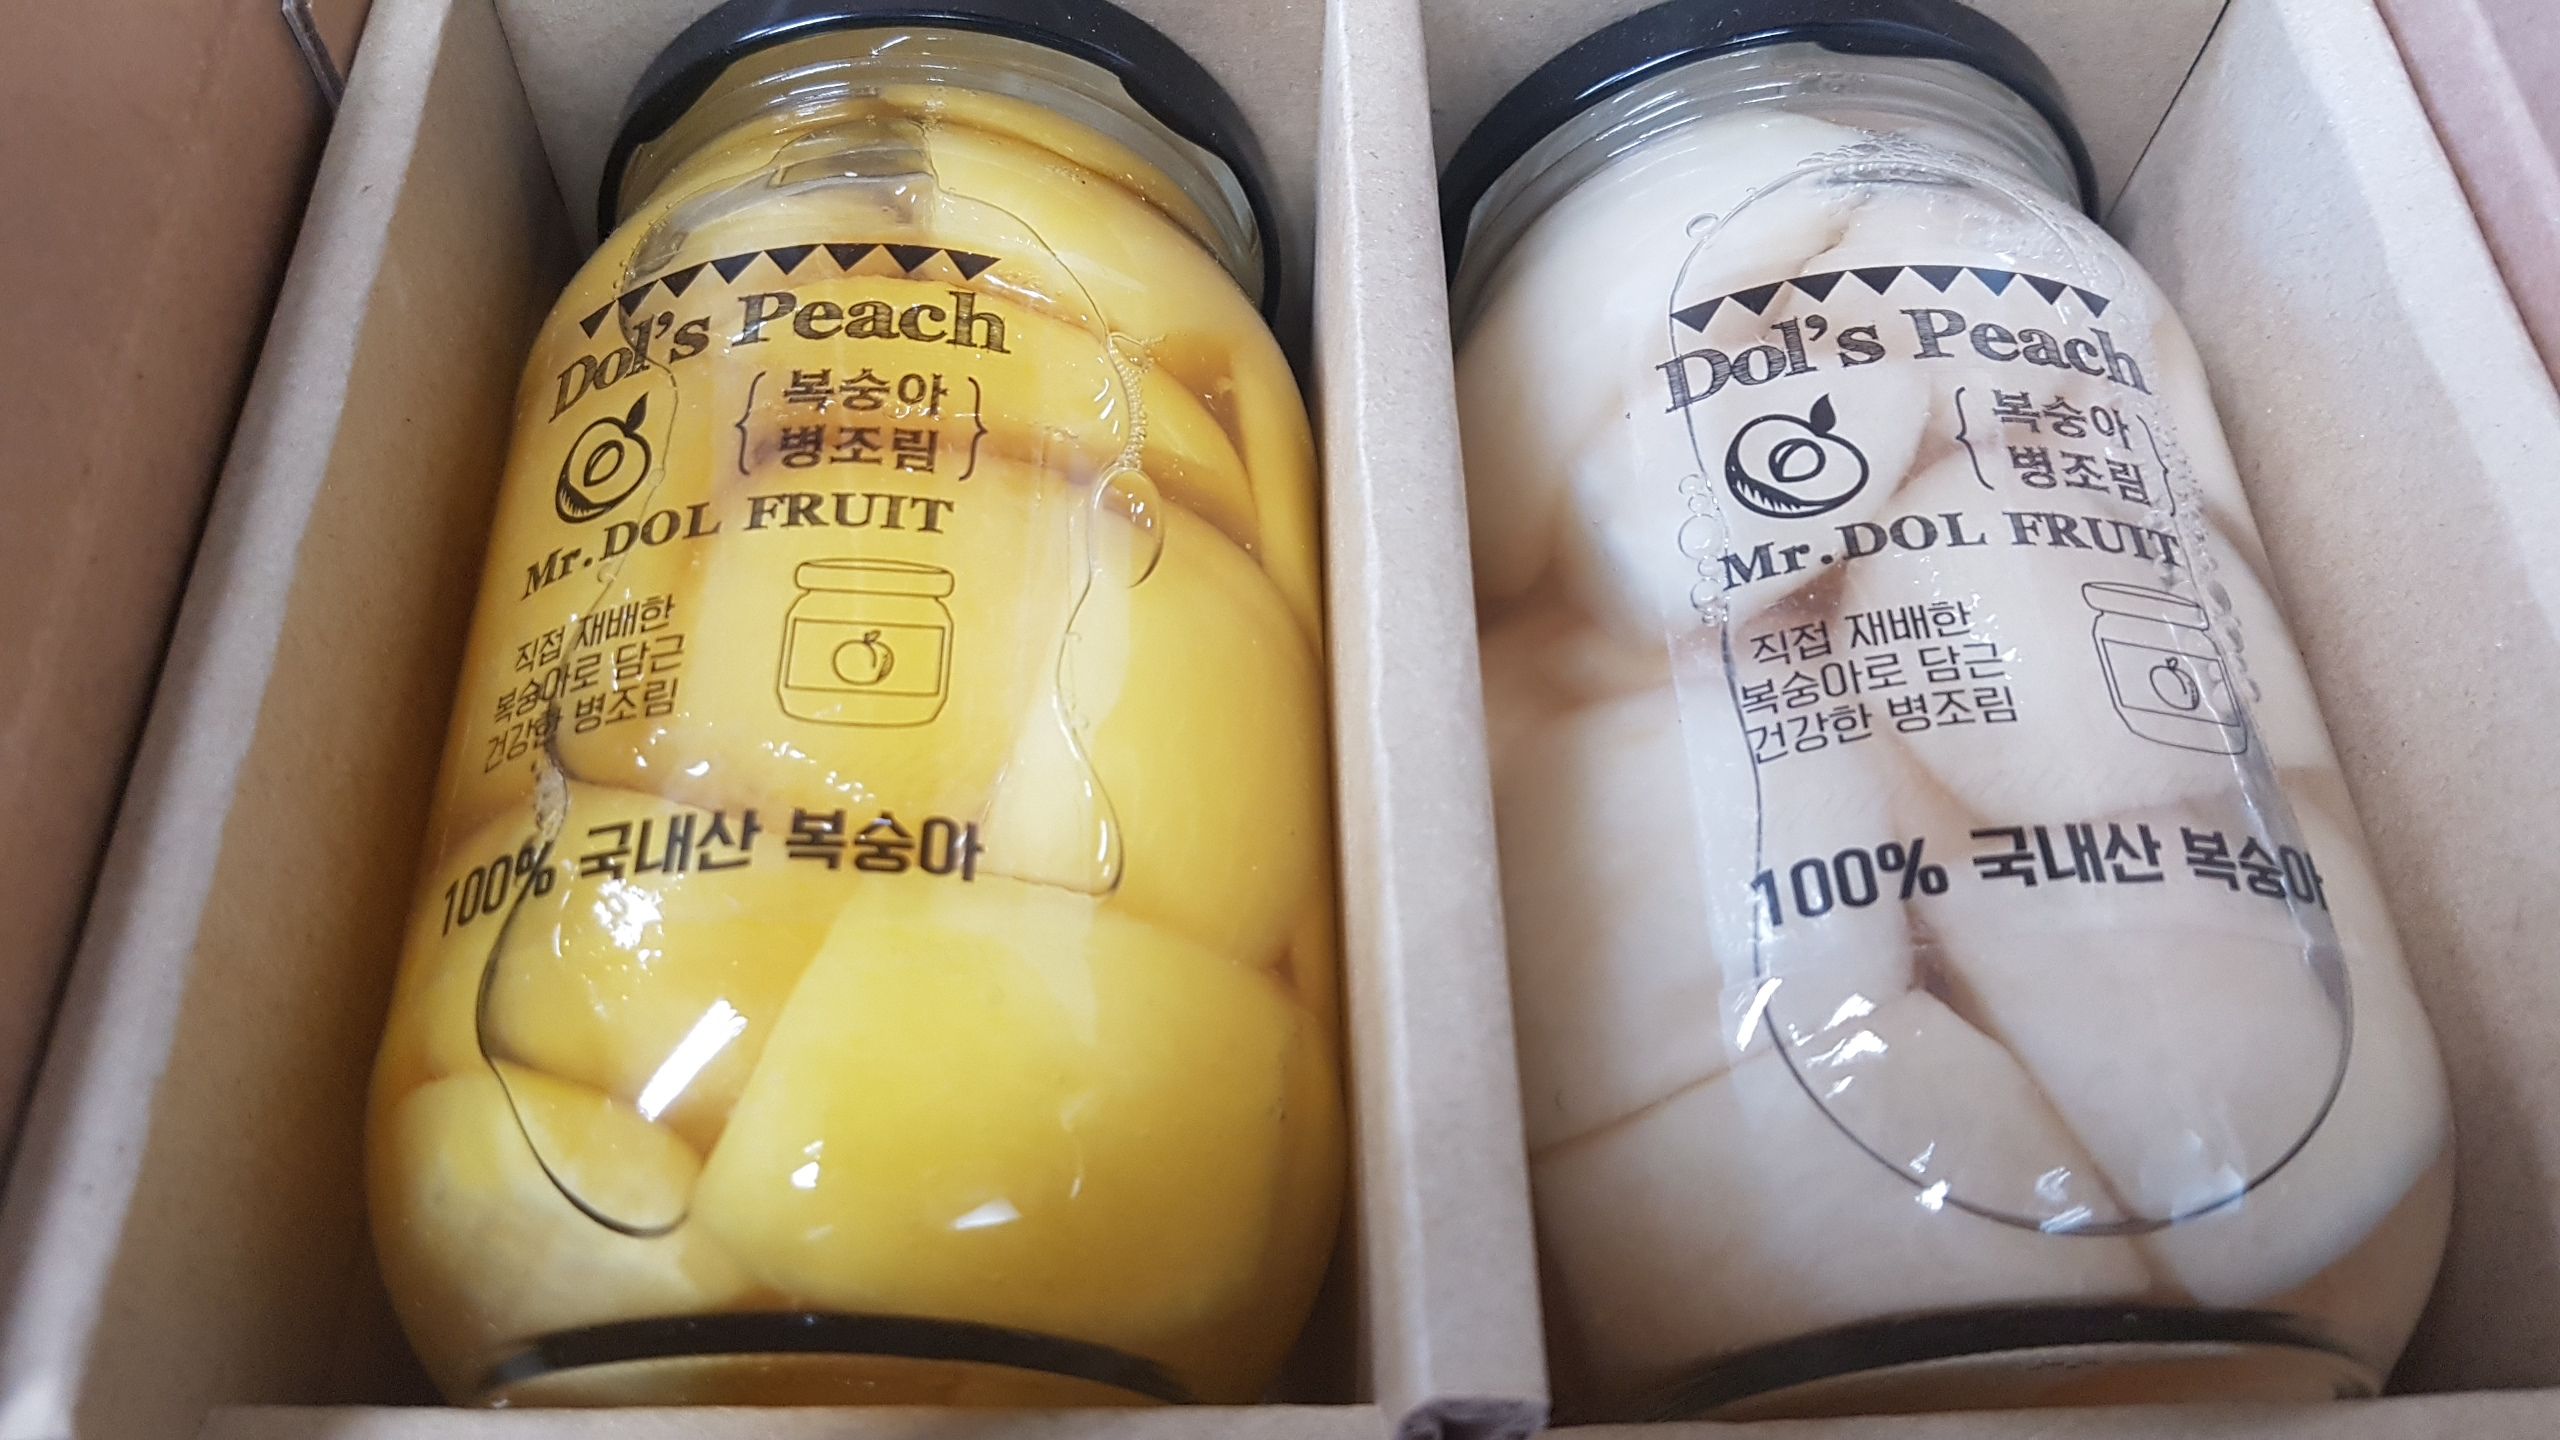 Dol's Peach
복숭아
병조림
Mr. DOL FRUIT
직접 재배한
복숭아로 담근
건강한 병조림
100% 국내산 복숭아
Dol's Peach
복숭아
병조림
Mr. DOL FRUIT
직접 재배한
복숭아로 담근
건강한 병조림
100% 국내산 복숭아